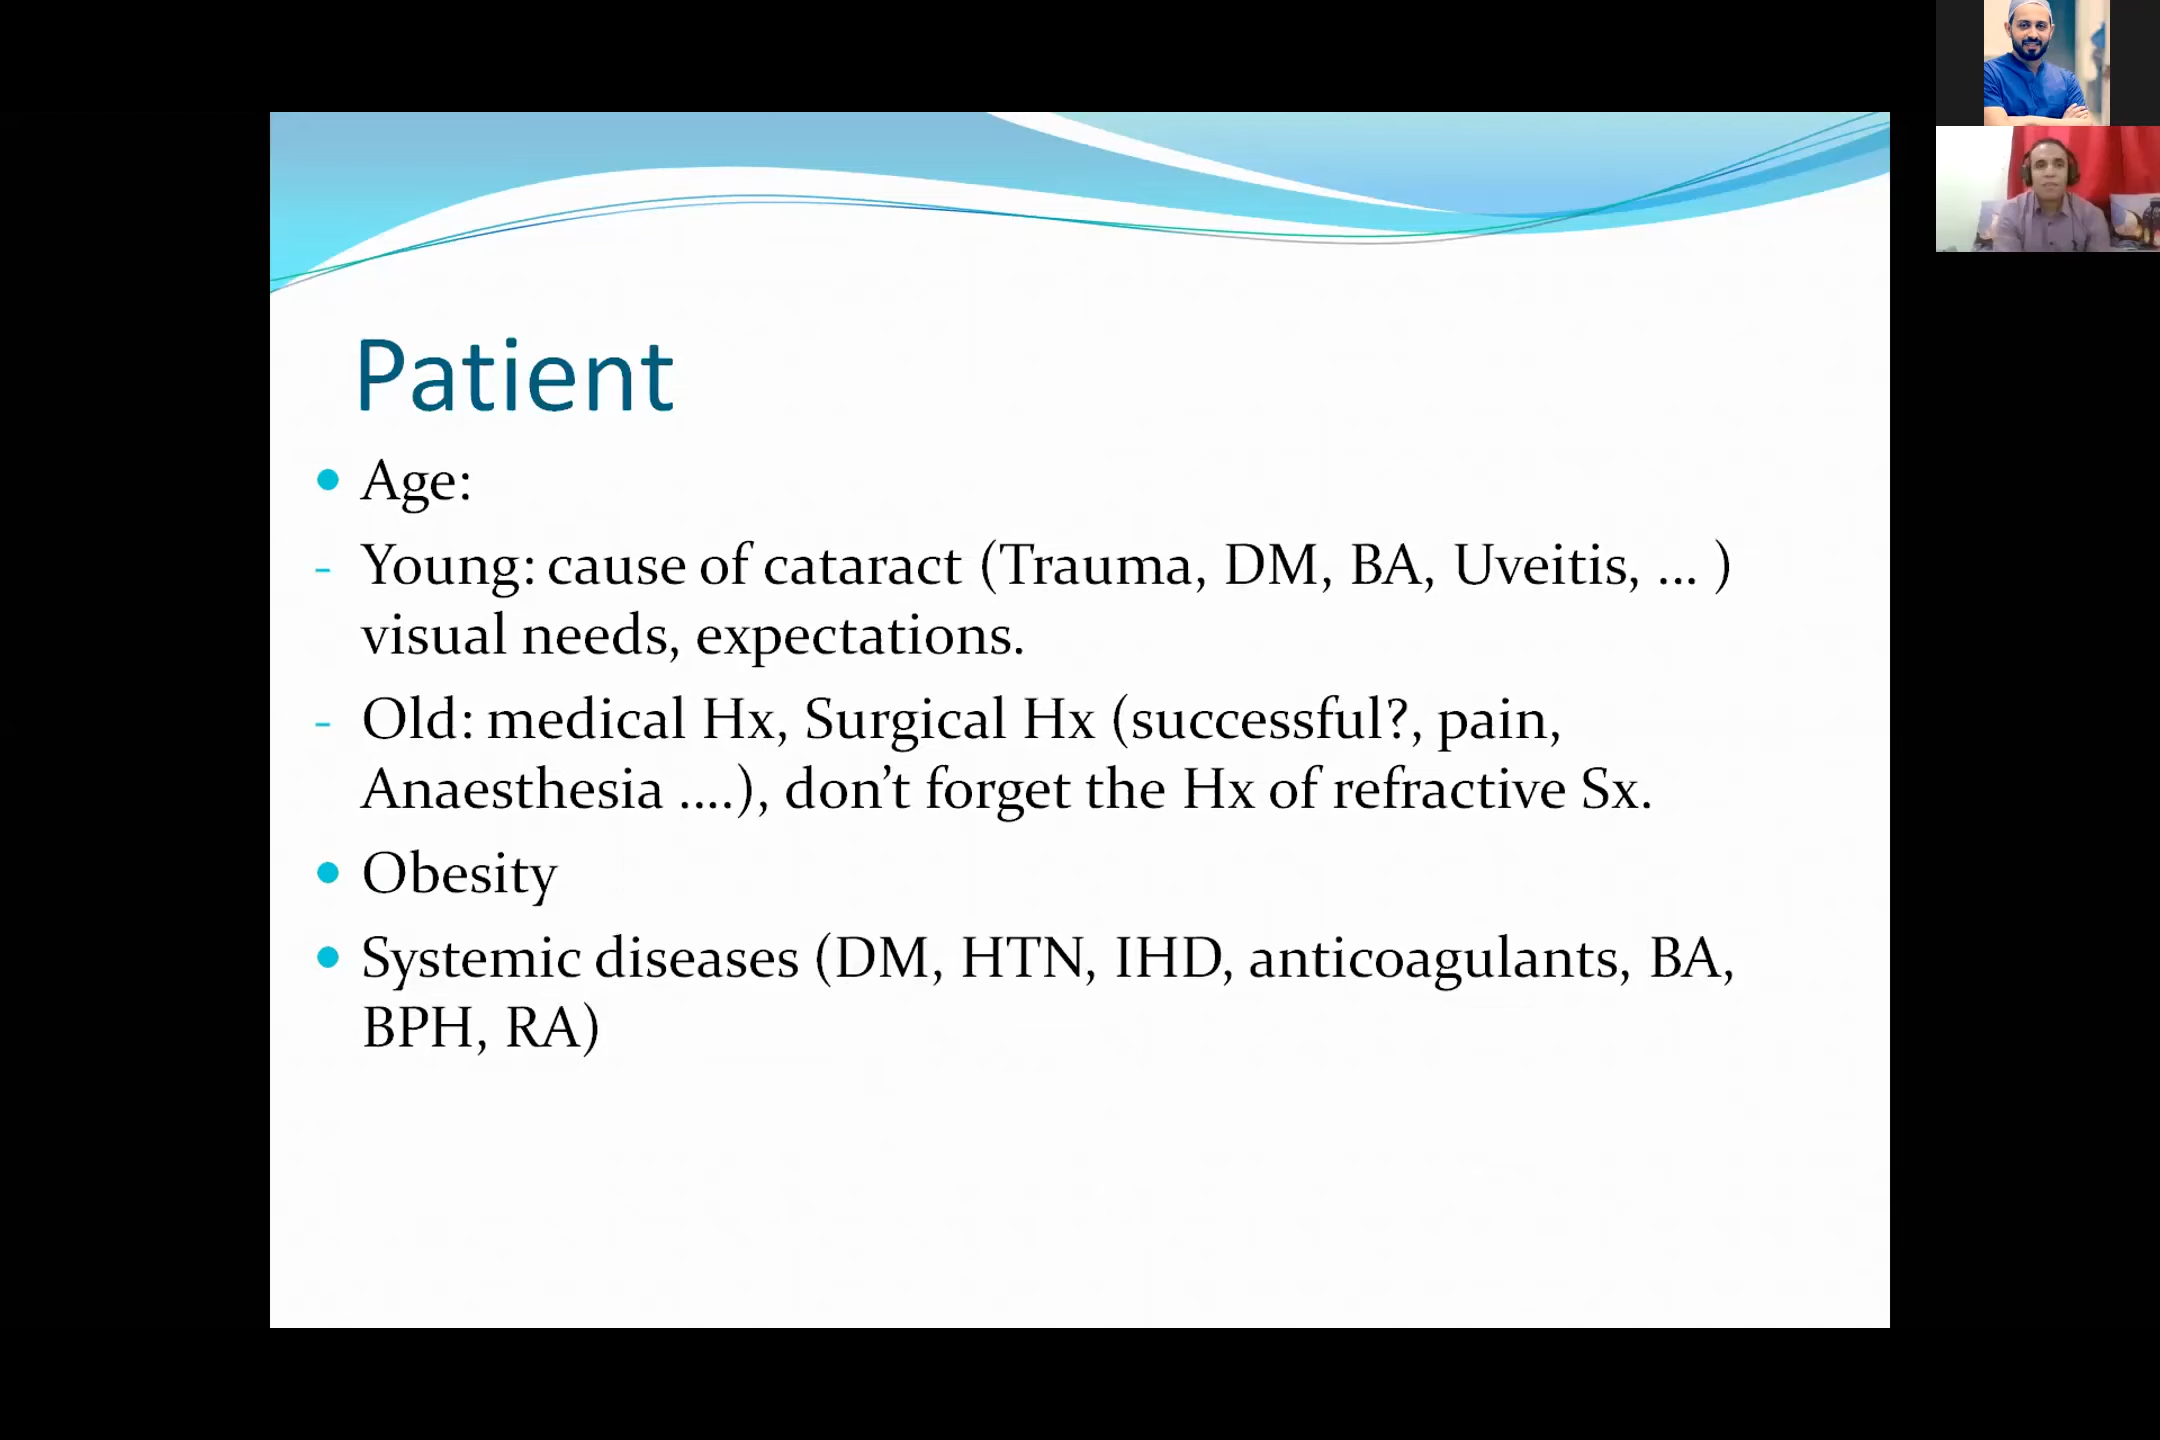 Patient
• Age:
- Young: cause of cataract (Trauma, DM, BA, Uveitis, ... )
visual needs, expectations.
- Old: medical Hx, Surgical Hx (successful?, pain,
Anaesthesia ....), don’t forget the Hx of refractive Sx.
• Obesity
• Systemic diseases (DM, HTN, IHD, anticoagulants, BA,
BPH, RA)